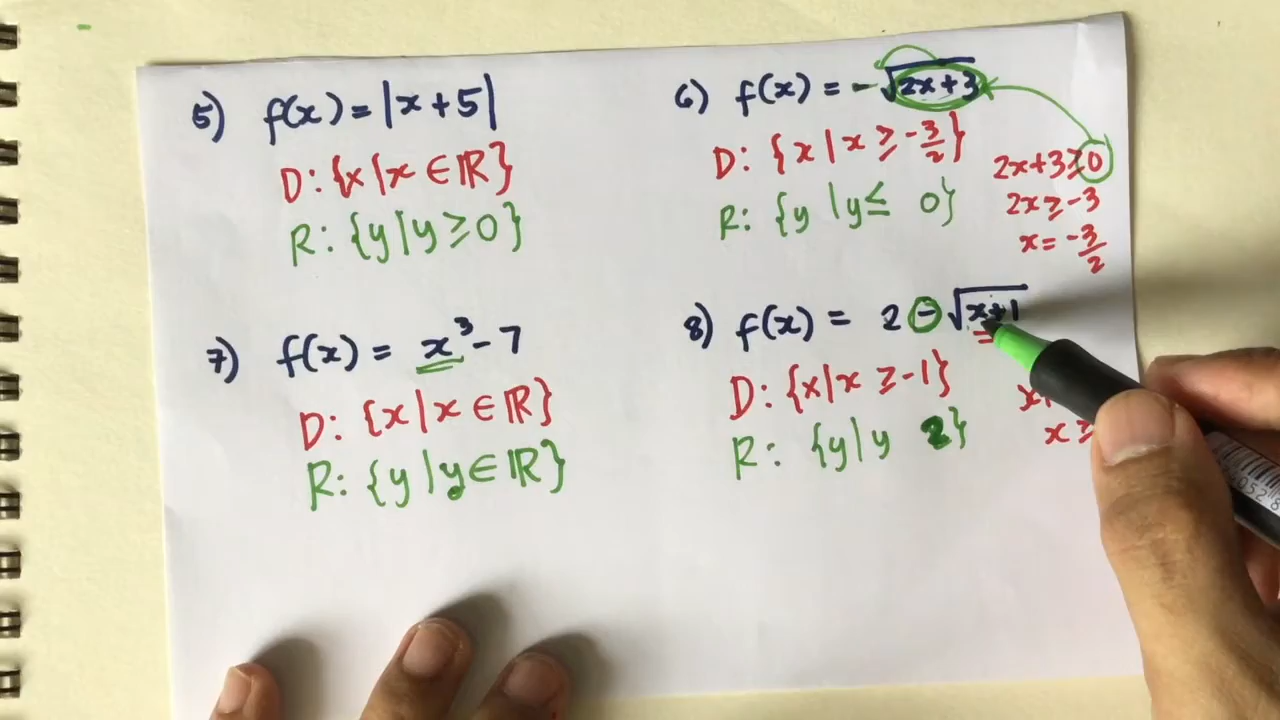 5) f(x) = |x + 5|
D: {x | x ∈ ℝ}
R: {y | y ≥ 0}
6) f(x) = -√(2x + 3)
D: {x | x ≥ -3/2}
R: {y | y ≤ 0}
2x + 3 ≥ 0
2x ≥ -3
x = -3/2
7) f(x) = x³ - 7
D: {x | x ∈ ℝ}
R: {y | y ∈ ℝ}
8) f(x) = 2 - √(x + 1)
D: {x | x ≥ -1}
R: {y | y 2}
x ≥